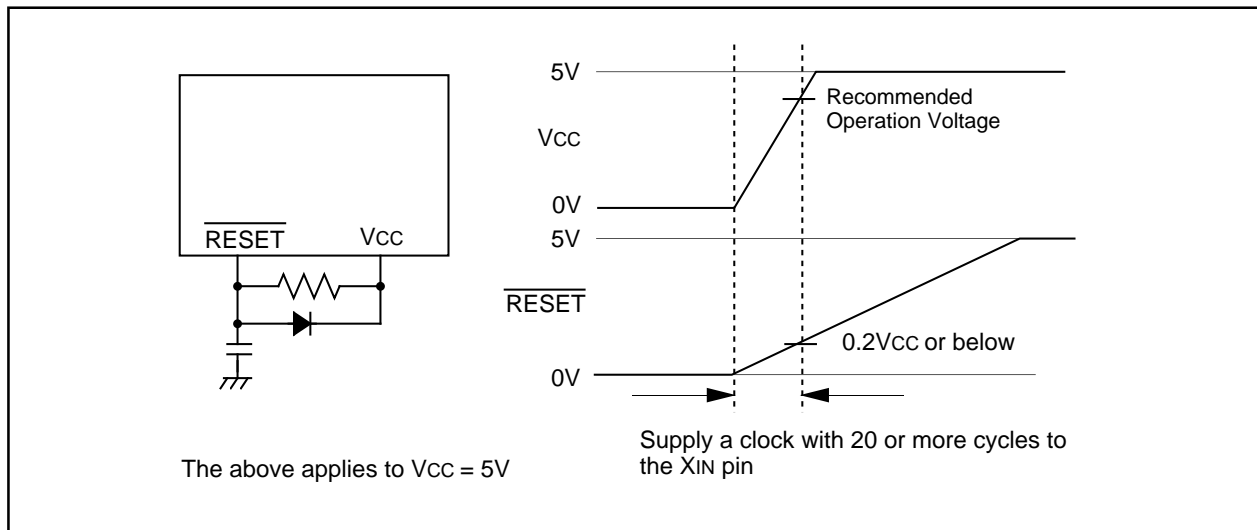 RESET VCC
The above applies to VCC = 5V
5V
VCC
0V
Recommended
Operation Voltage
5V
RESET
0V
0.2VCC or below
Supply a clock with 20 or more cycles to
the XIN pin